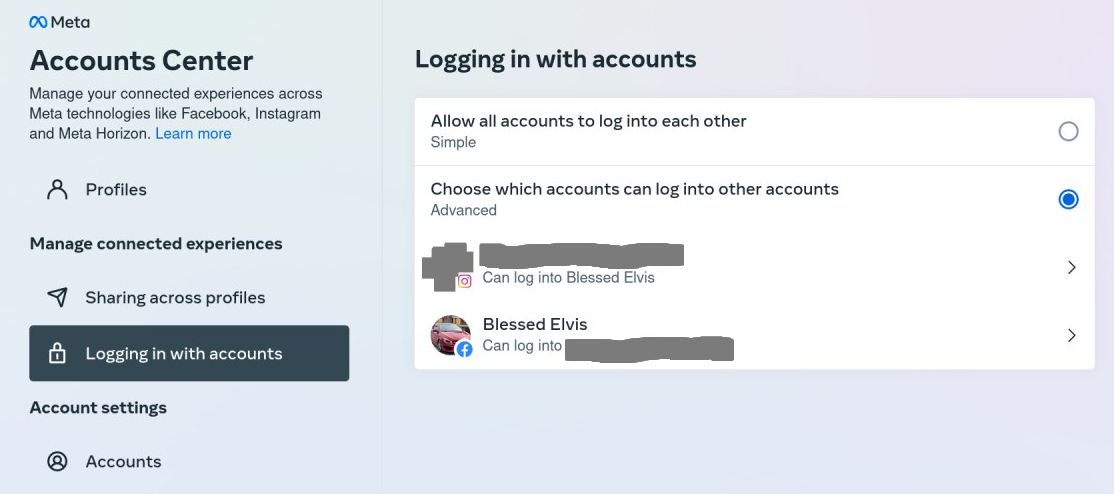 Meta
Accounts Center
Manage your connected experiences across
Meta technologies like Facebook, Instagram
and Meta Horizon. Learn more
Profiles
Manage connected experiences
Sharing across profiles
Logging in with accounts
Account settings
Accounts
Logging in with accounts
Allow all accounts to log into each other
Simple
Choose which accounts can log into other accounts
Advanced
Can log into Blessed Elvis
Blessed Elvis
Can log into